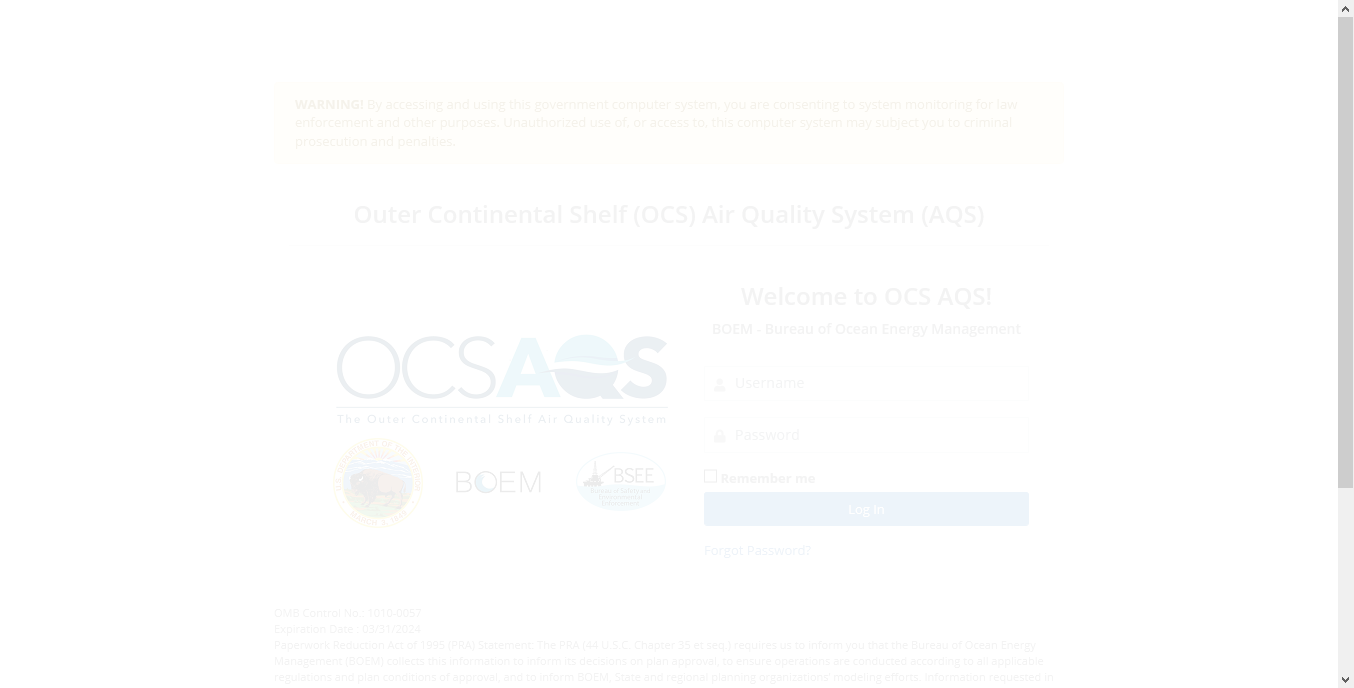 WARNING! By accessing and using this government computer system, you are consenting to system monitoring for law
enforcement and other purposes. Unauthorized use of, or access to, this computer system may subject you to criminal
prosecution and penalties.
Outer Continental Shelf (OCS) Air Quality System (AQS)
OCSAQS
The Outer Continental Shelf Air Quality System
U.S. DEPARTMENT OF THE INTERIOR
MARCH 3, 1849
BOEM
BSEE
Welcome to OCS AQS!
BOEM - Bureau of Ocean Energy Management
Username
Password
Remember me
Log In
Forgot Password?
OMB Control No.: 1010-0057
Expiration Date : 03/31/2024
Paperwork Reduction Act of 1995 (PRA) Statement: The PRA (44 U.S.C. Chapter 35 et seq.) requires us to inform you that the Bureau of Ocean Energy
Management (BOEM) collects this information to inform its decisions on plan approval, to ensure operations are conducted according to all applicable
regulations and plan conditions of approval, and to inform BOEM, State and regional planning organizations' modeling efforts. Information requested in